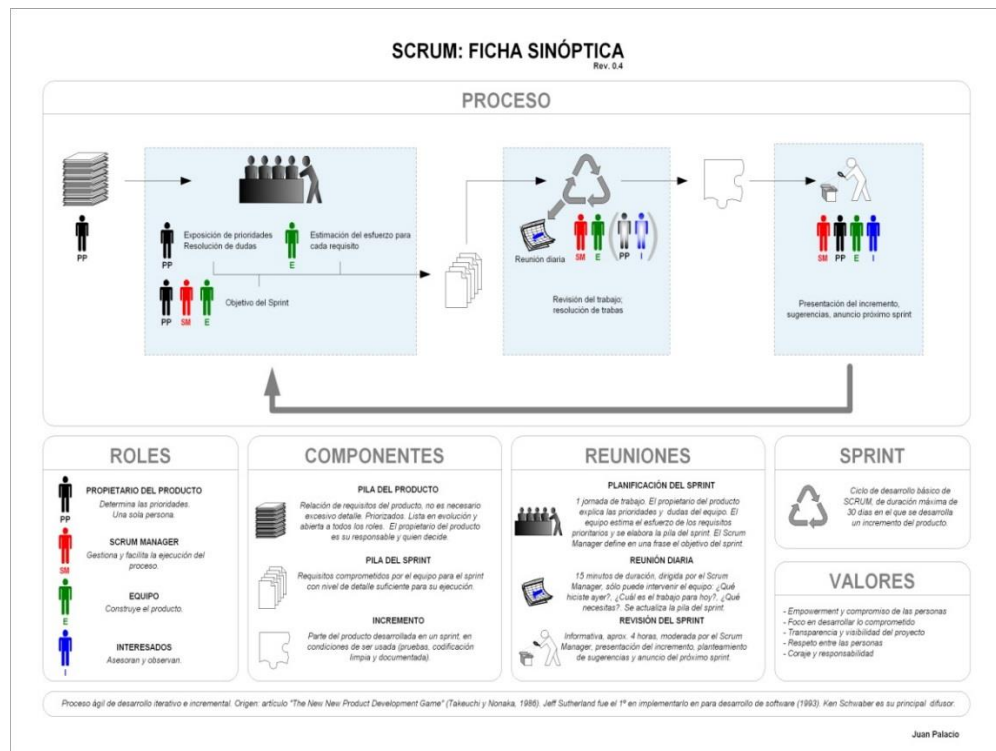 SCRUM: FICHA SINÓPTICA
Rev. 0.4
PROCESO
PP
Exposición de prioridades
Resolución de dudas
PP
Estimación del esfuerzo para
cada requisito
E
Objetivo del Sprint
PP SM E
Reunión diaria
SM E PP I
Revisión del trabajo;
resolución de trabas
SM PP E I
Presentación del incremento,
sugerencias, anuncio próximo sprint
ROLES
PROPIETARIO DEL PRODUCTO
Determina las prioridades.
Una sola persona.
PP
SCRUM MANAGER
Gestiona y facilita la ejecución del
proceso.
SM
EQUIPO
Construye el producto.
E
INTERESADOS
Asesoran y observan.
I
COMPONENTES
PILA DEL PRODUCTO
Relación de requisitos del producto, no es necesario
excesivo detalle. Priorizados. Lista en evolución y
abierta a todos los roles. El propietario del producto
es su responsable y quien decide.
PILA DEL SPRINT
Requisitos comprometidos por el equipo para el sprint
con nivel de detalle suficiente para su ejecución.
INCREMENTO
Parte del producto desarrollada en un sprint, en
condiciones de ser usada (pruebas, codificación
limpia y documentada).
REUNIONES
PLANIFICACIÓN DEL SPRINT
1 jornada de trabajo. El propietario del producto
explica las prioridades y dudas del equipo. El
equipo estima el esfuerzo de los requisitos
prioritarios y se elabora la pila del sprint. El Scrum
Manager define en una frase el objetivo del sprint.
REUNIÓN DIARIA
15 minutos de duración, dirigida por el Scrum
Manager, sólo puede intervenir el equipo: ¿Qué
hiciste ayer?, ¿Cuál es el trabajo para hoy?, ¿Qué
necesitas?. Se actualiza la pila del sprint.
REVISIÓN DEL SPRINT
Informativa, aprox. 4 horas, moderada por el Scrum
Manager, presentación del incremento, planteamiento
de sugerencias y anuncio del próximo sprint.
SPRINT
Ciclo de desarrollo básico de
SCRUM, de duración máxima de
30 dias en el que se desarrolla
un incremento del producto.
VALORES
- Empowerment y compromiso de las personas
- Foco en desarrollar lo comprometido
- Transparencia y visibilidad del proyecto
- Respeto entre las personas
- Coraje y responsabilidad
Proceso ágil de desarrollo iterativo e incremental. Origen: artículo "The New New Product Development Game" (Takeuchi y Nonaka, 1986). Jeff Sutherland fue el 1º en implementarlo en para desarrollo de software (1993). Ken Schwaber es su principal difusor.
Juan Palacio